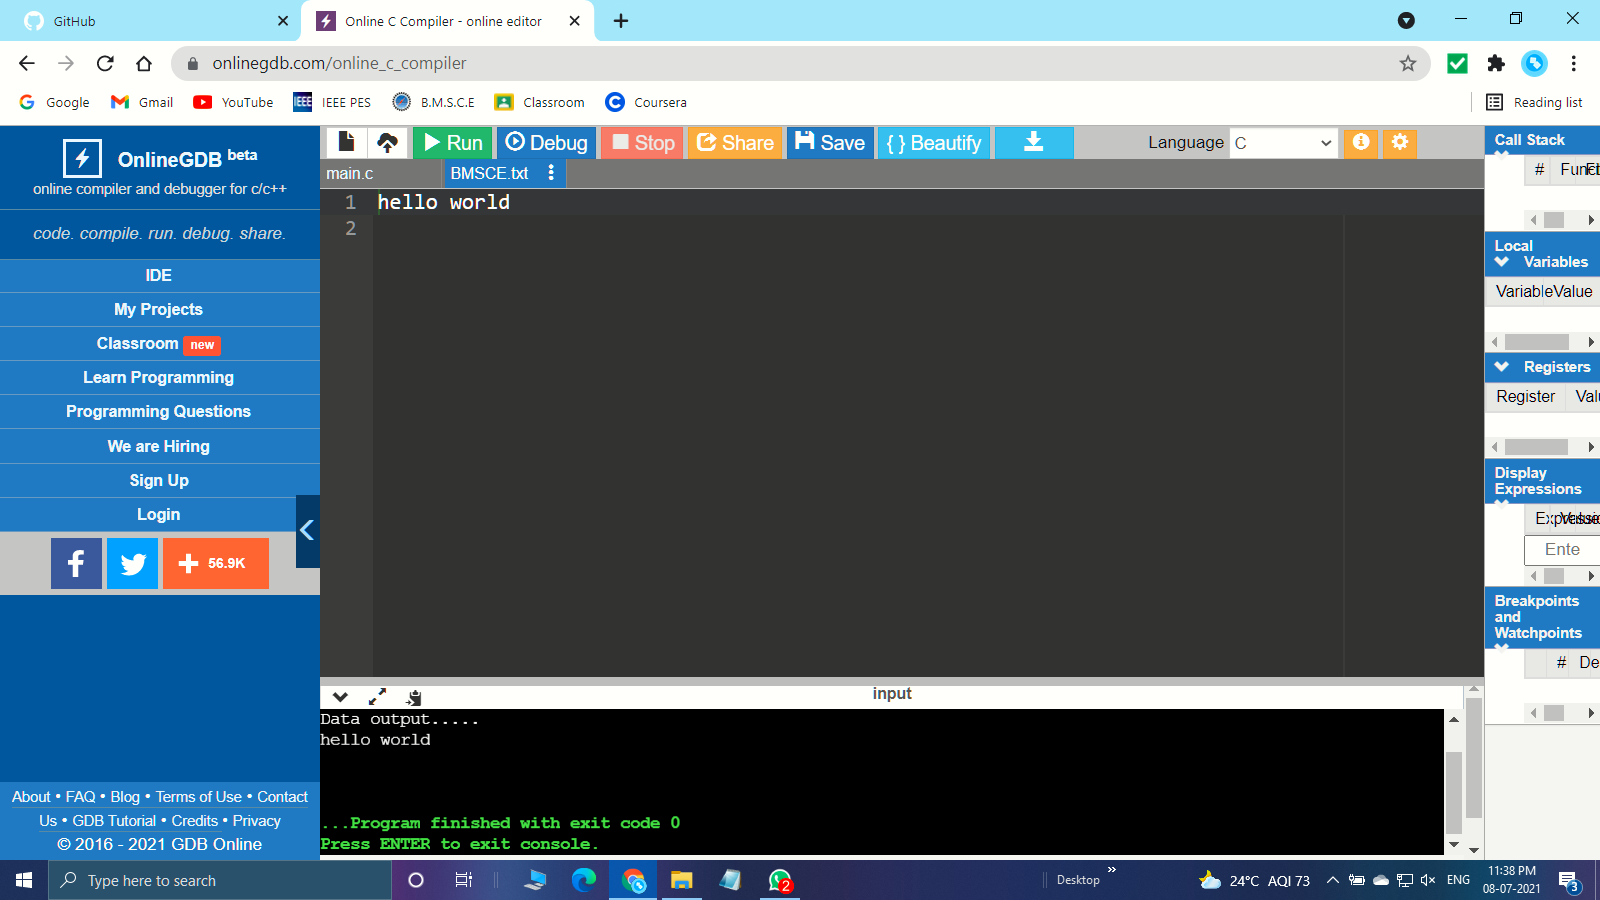 GitHub
Online C Compiler - online editor
onlinegdb.com/online_c_compiler
Google
Gmail
YouTube
IEEE
IEEE PES
B.M.S.C.E
Classroom
Coursera
Reading list
OnlineGDB beta
online compiler and debugger for c/c++
code. compile. run. debug. share.
IDE
My Projects
Classroom new
Learn Programming
Programming Questions
We are Hiring
Sign Up
Login
56.9K
About • FAQ • Blog • Terms of Use • Contact
Us • GDB Tutorial • Credits • Privacy
© 2016 - 2021 GDB Online
Run
Debug
Stop
Share
Save
{ } Beautify
Language C
main.c
BMSCE.txt
1 hello world
2
input
Data output.....
hello world
...Program finished with exit code 0
Press ENTER to exit console.
Call Stack
#
Local
Variables
Variable Value
Registers
Register
Display
Expressions
Ente
Breakpoints
and
Watchpoints
# De
Type here to search
2
Desktop
24°C AQI 73
ENG
11:38 PM
08-07-2021
3